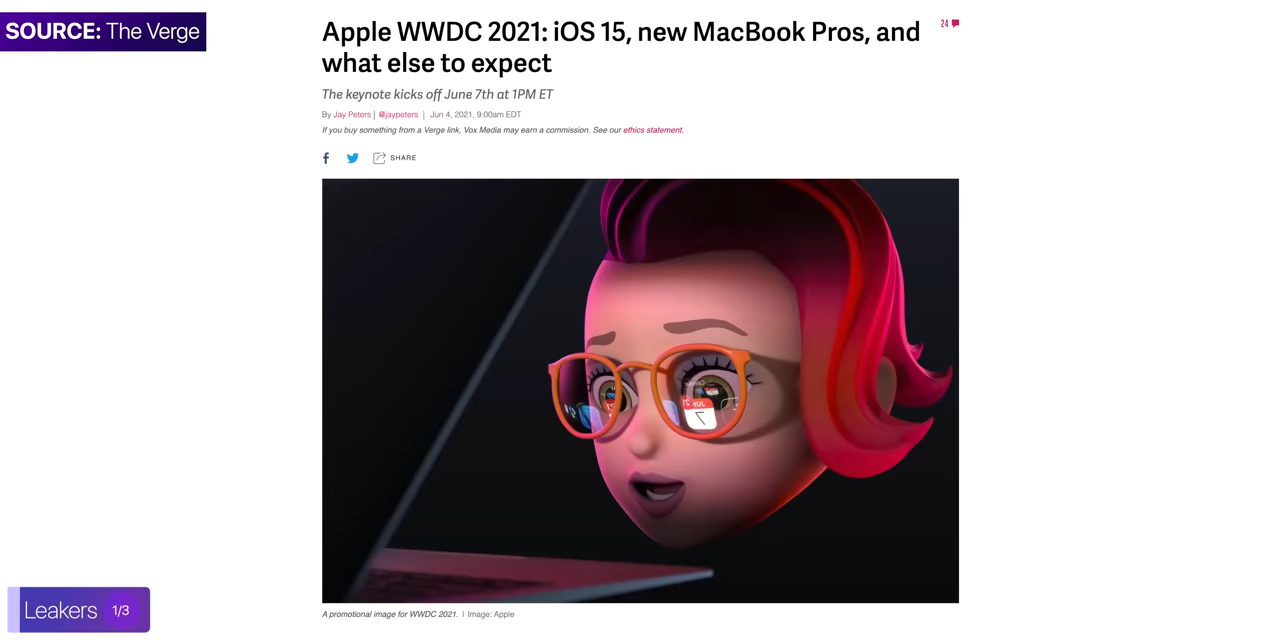 SOURCE: The Verge
Apple WWDC 2021: iOS 15, new MacBook Pros, and
what else to expect
24
The keynote kicks off June 7th at 1PM ET
By Jay Peters | @jaypeters | Jun 4, 2021, 9:00am EDT
If you buy something from a Verge link, Vox Media may earn a commission. See our ethics statement.
SHARE
A promotional image for WWDC 2021. | Image: Apple
Leakers 1/3